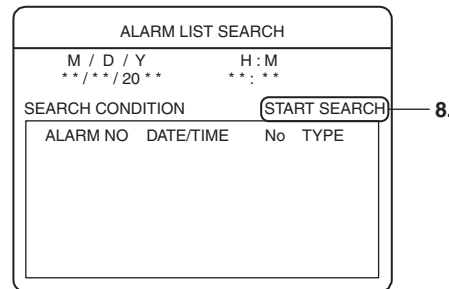 ALARM LIST SEARCH
M / D / Y H : M
* * / * * / 20 * * * * : * *
SEARCH CONDITION START SEARCH 8.
ALARM NO DATE/TIME No TYPE